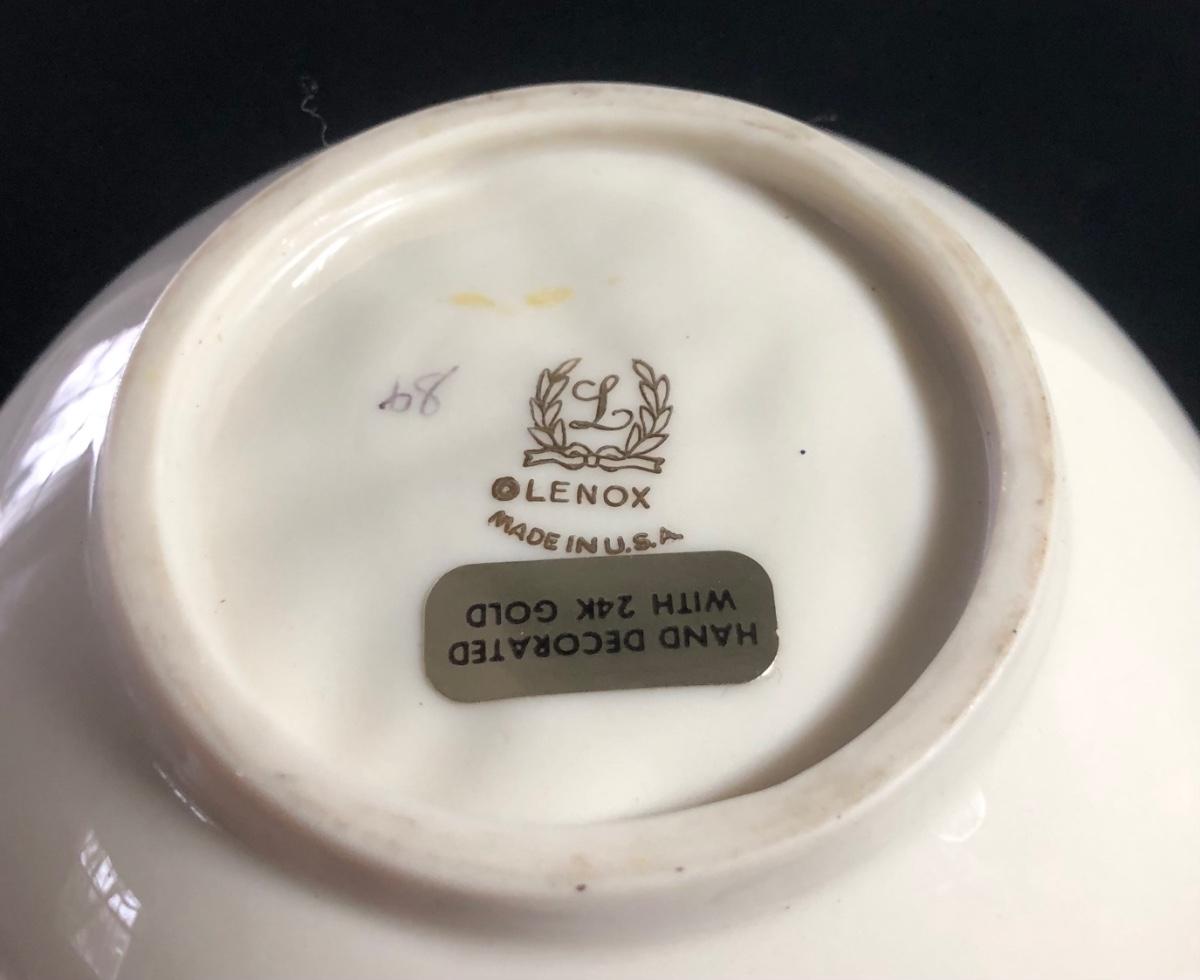 L
© LENOX
MADE IN U.S.A.
HAND DECORATED
WITH 24K GOLD